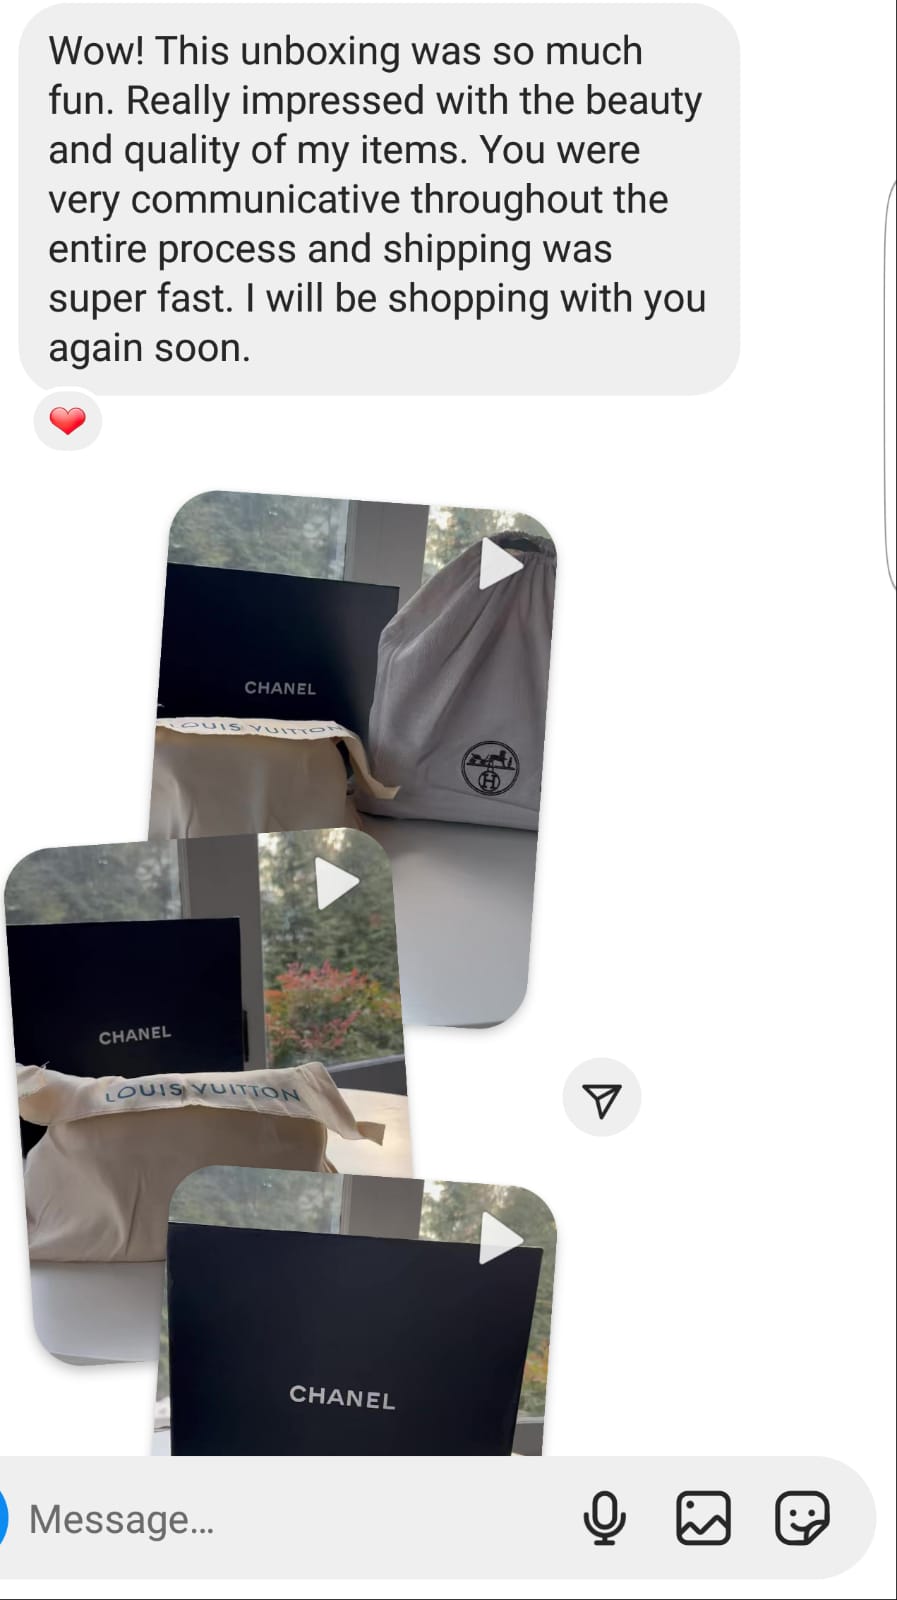 Wow! This unboxing was so much
fun. Really impressed with the beauty
and quality of my items. You were
very communicative throughout the
entire process and shipping was
super fast. I will be shopping with you
again soon.
CHANEL
LOUIS VUITTON
H
CHANEL
LOUIS VUITTON
CHANEL
Message...